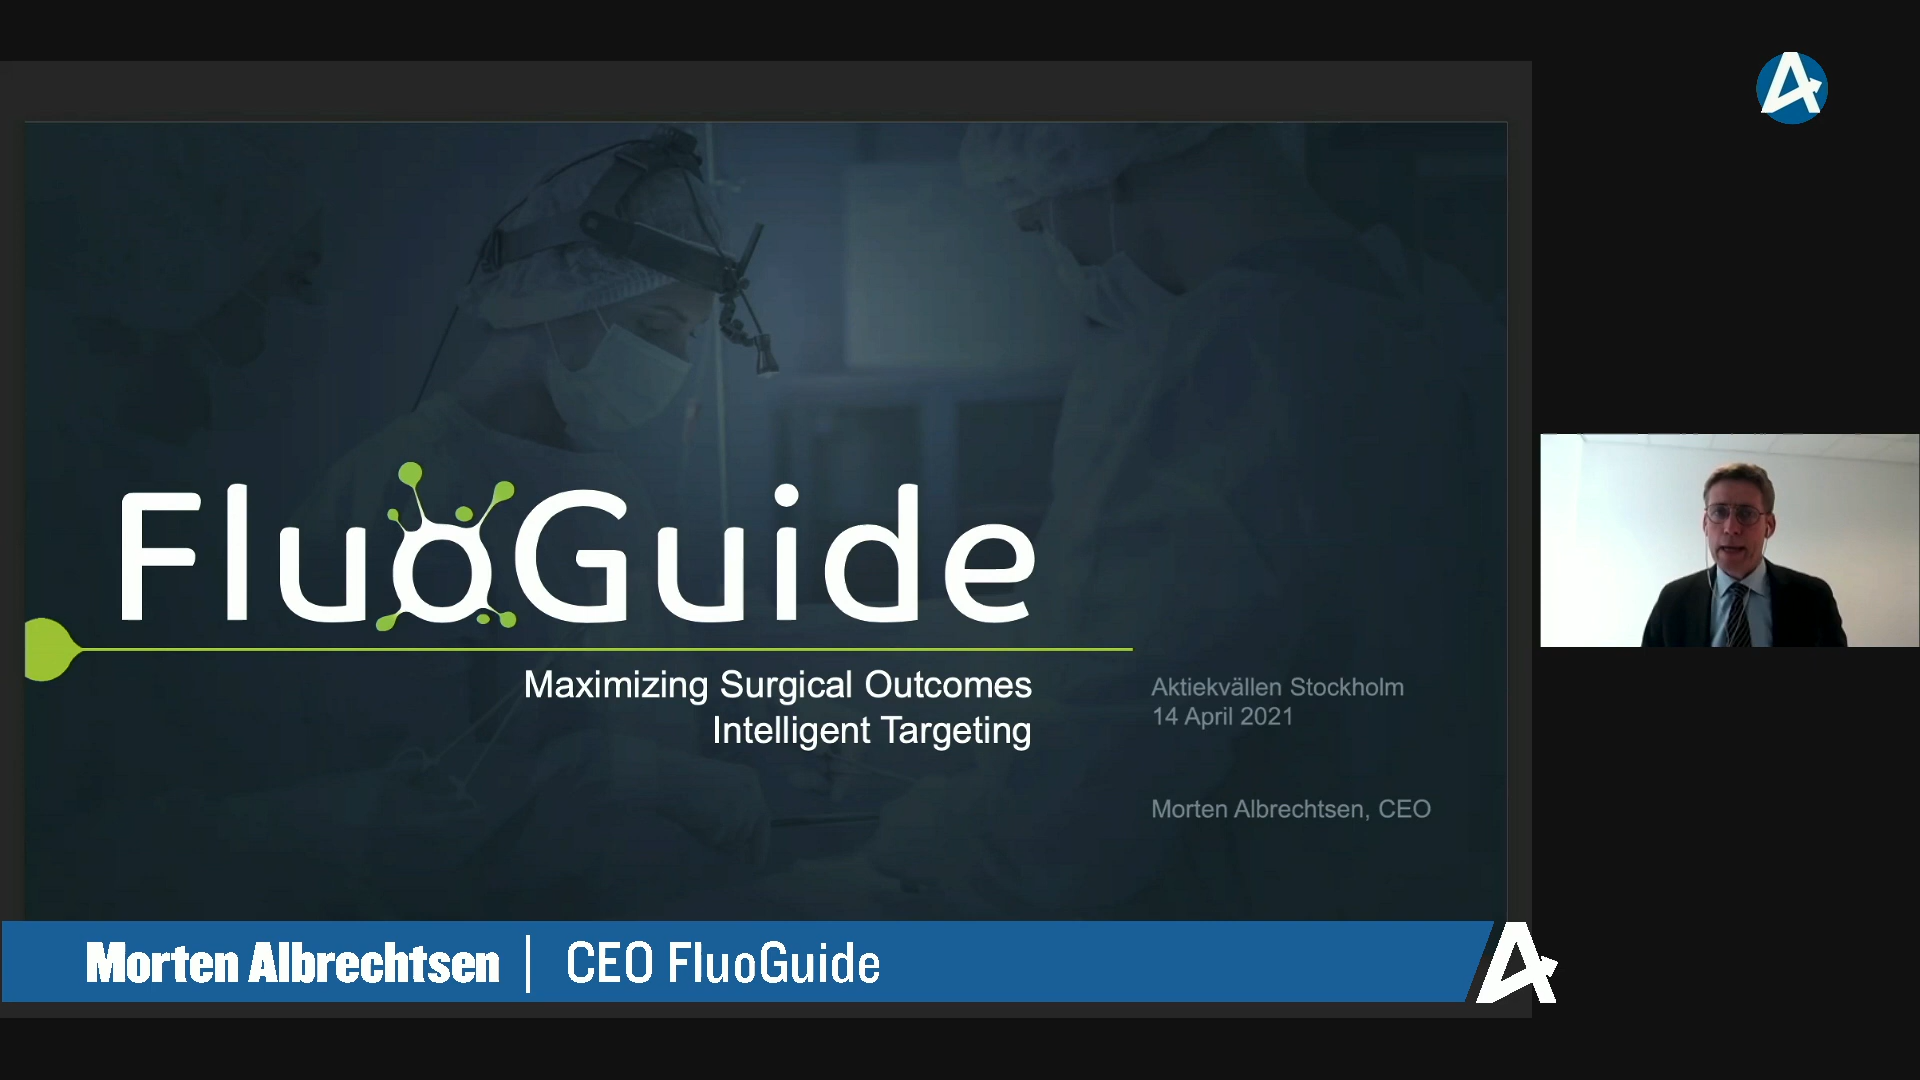 FluoGuide
Maximizing Surgical Outcomes
Intelligent Targeting
Aktiekvällen Stockholm
14 April 2021
Morten Albrechtsen, CEO
Morten Albrechtsen | CEO FluoGuide